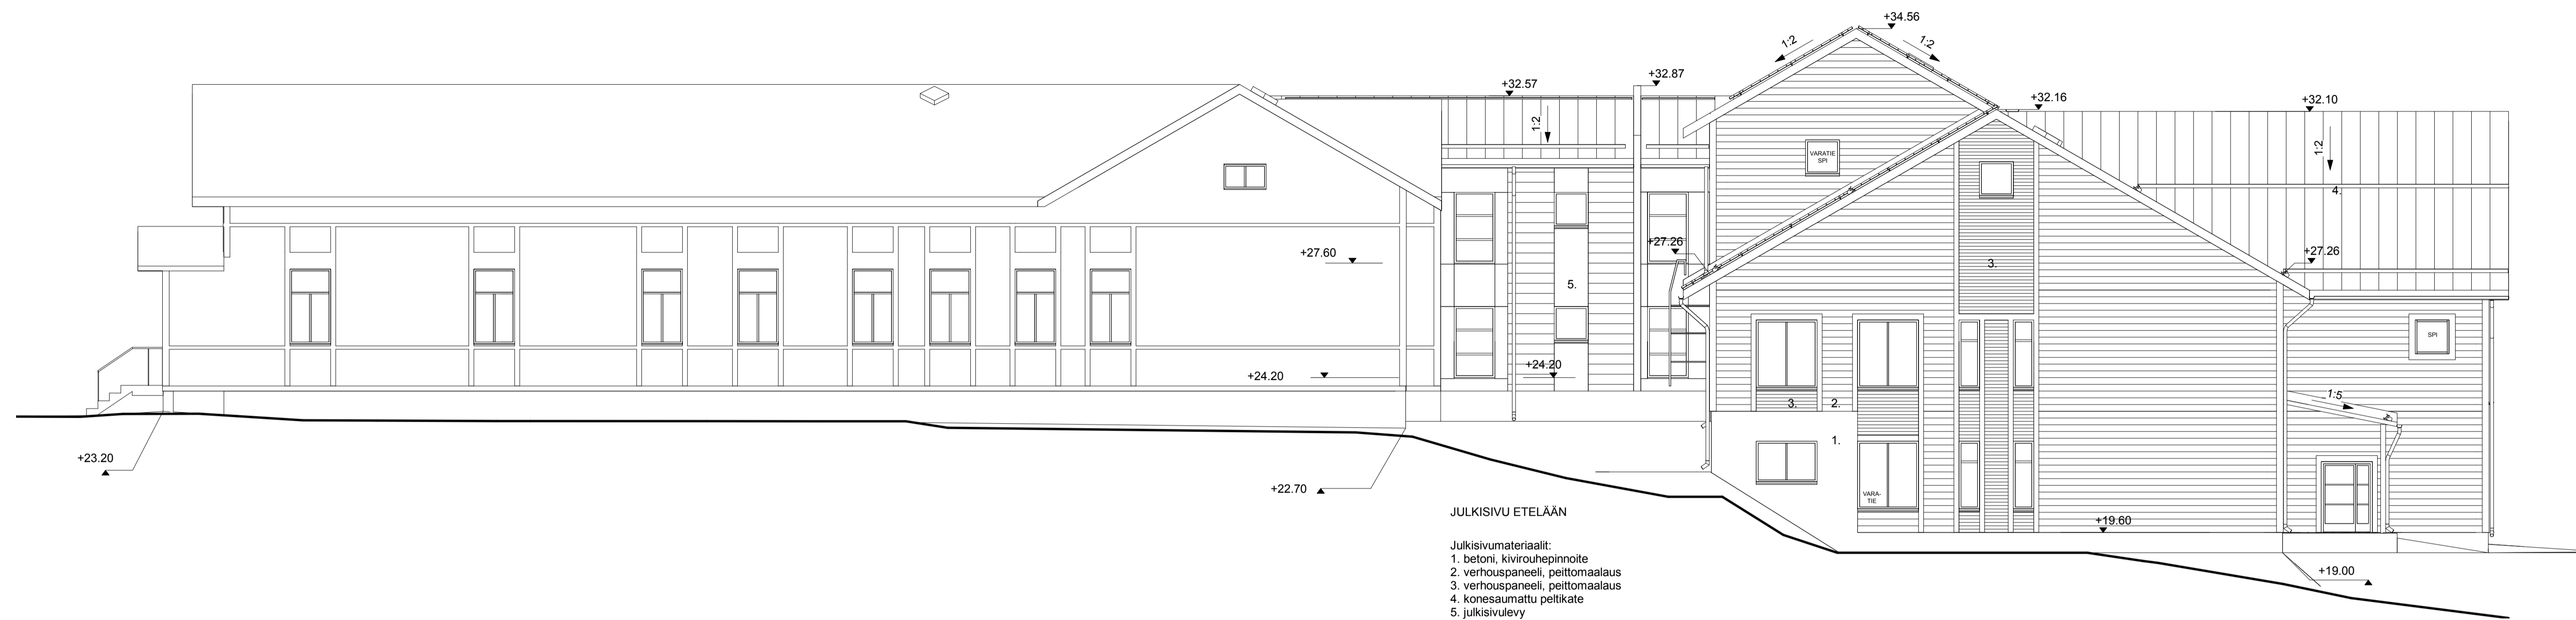 +34.56
1:2
1:2
+32.57
+32.87
+32.16
+32.10
1:2
1:2
VARATIE
SPI
4.
+27.60
+27.26
3.
+27.26
5.
SPI
+24.20
+24.20
3.
2.
1:5
1.
+23.20
+22.70
VARA-
TIE
+19.60
+19.00
JULKISIVU ETELÄÄN
Julkisivumateriaalit:
1. betoni, kivirouhepinnoite
2. verhouspaneeli, peittomaalaus
3. verhouspaneeli, peittomaalaus
4. konesaumattu peltikate
5. julkisivulevy